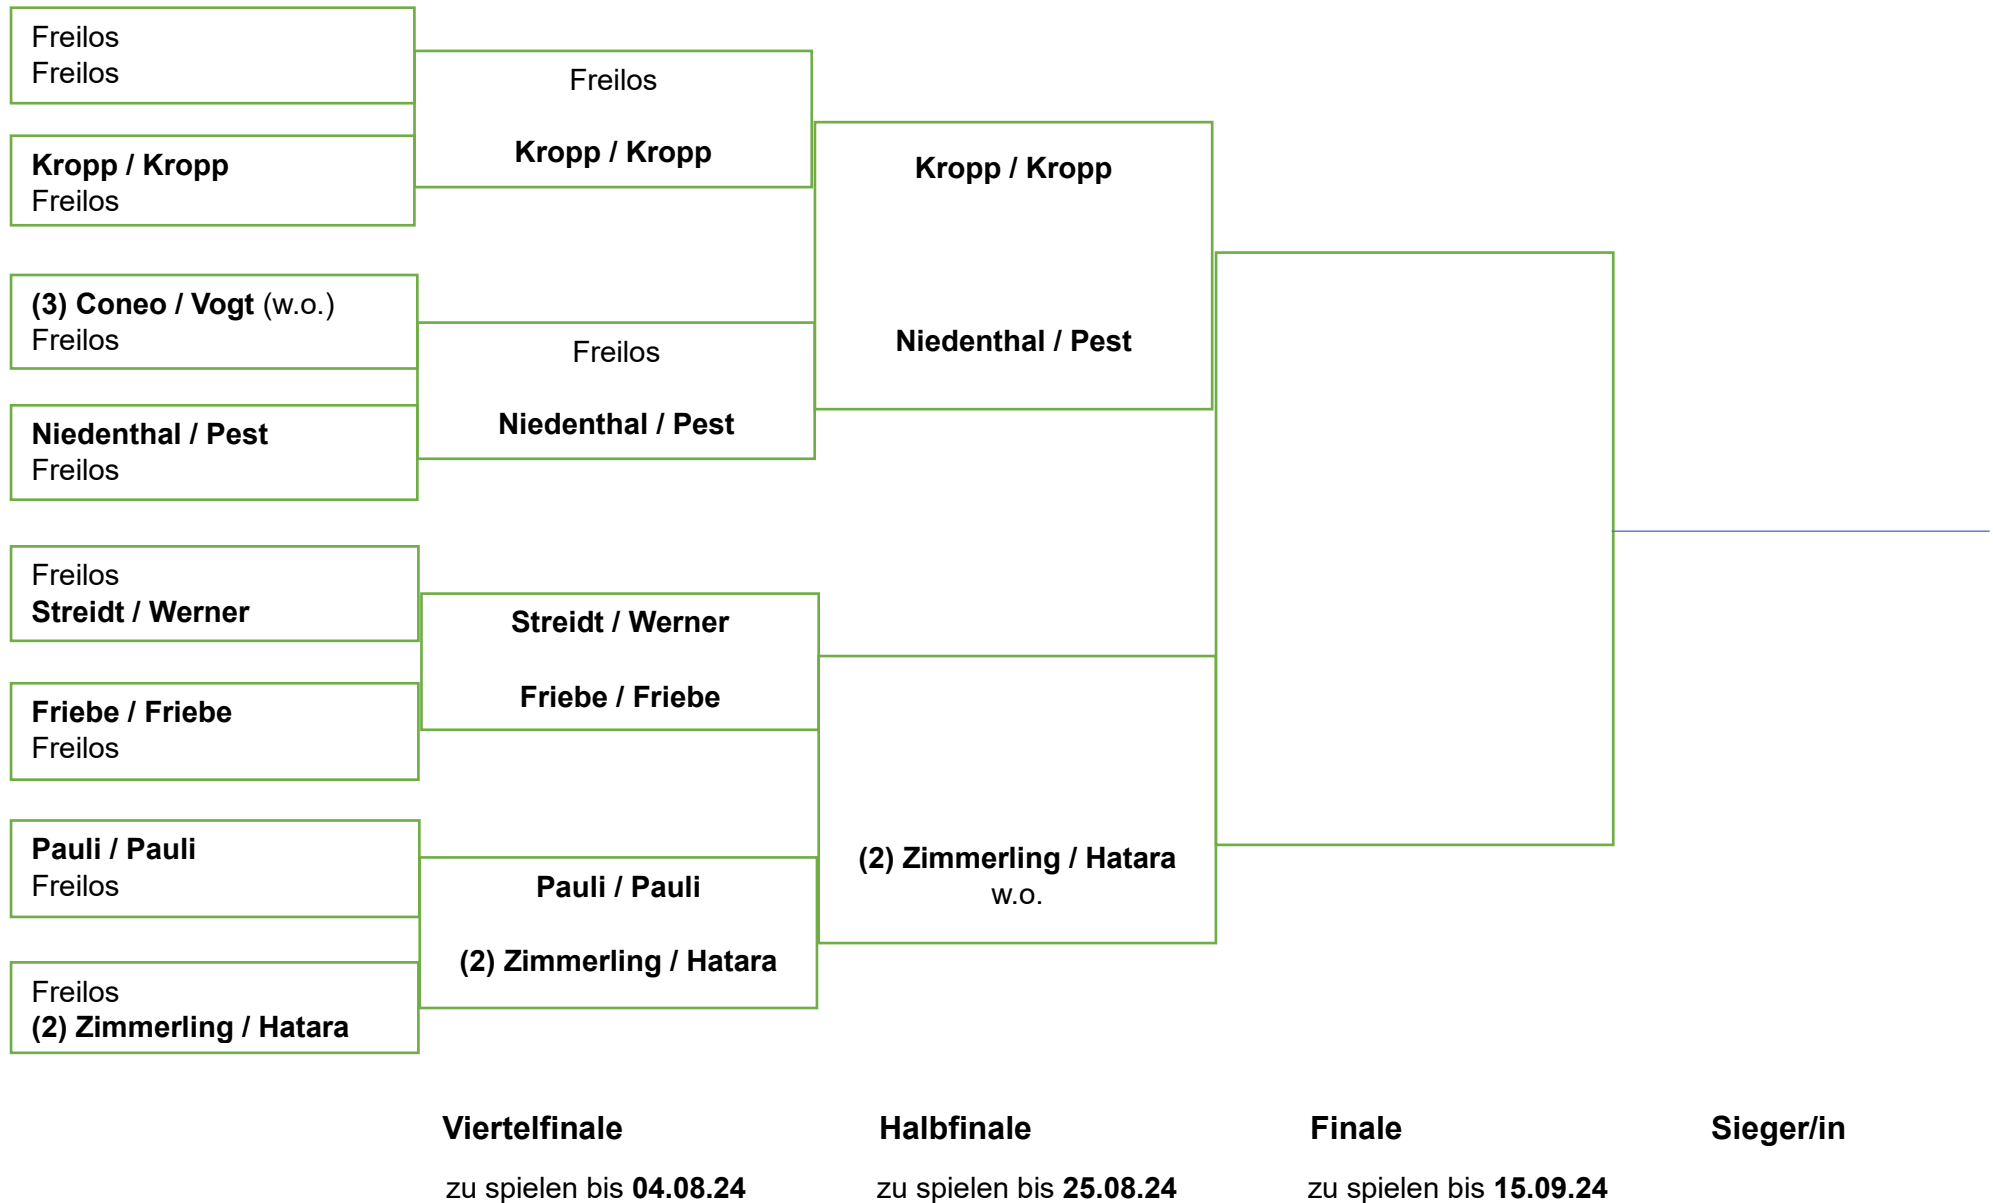 Freilos
Freilos
Kropp / Kropp
Freilos
(3) Coneo / Vogt (w.o.)
Freilos
Niedenthal / Pest
Freilos
Freilos
Streidt / Werner
Friebe / Friebe
Freilos
Pauli / Pauli
Freilos
Freilos
(2) Zimmerling / Hatara
Freilos
Kropp / Kropp
Freilos
Niedenthal / Pest
Streidt / Werner
Friebe / Friebe
Pauli / Pauli
(2) Zimmerling / Hatara
Kropp / Kropp
Niedenthal / Pest
(2) Zimmerling / Hatara
w.o.
Viertelfinale
zu spielen bis 04.08.24
Halbfinale
zu spielen bis 25.08.24
Finale
zu spielen bis 15.09.24
Sieger/in